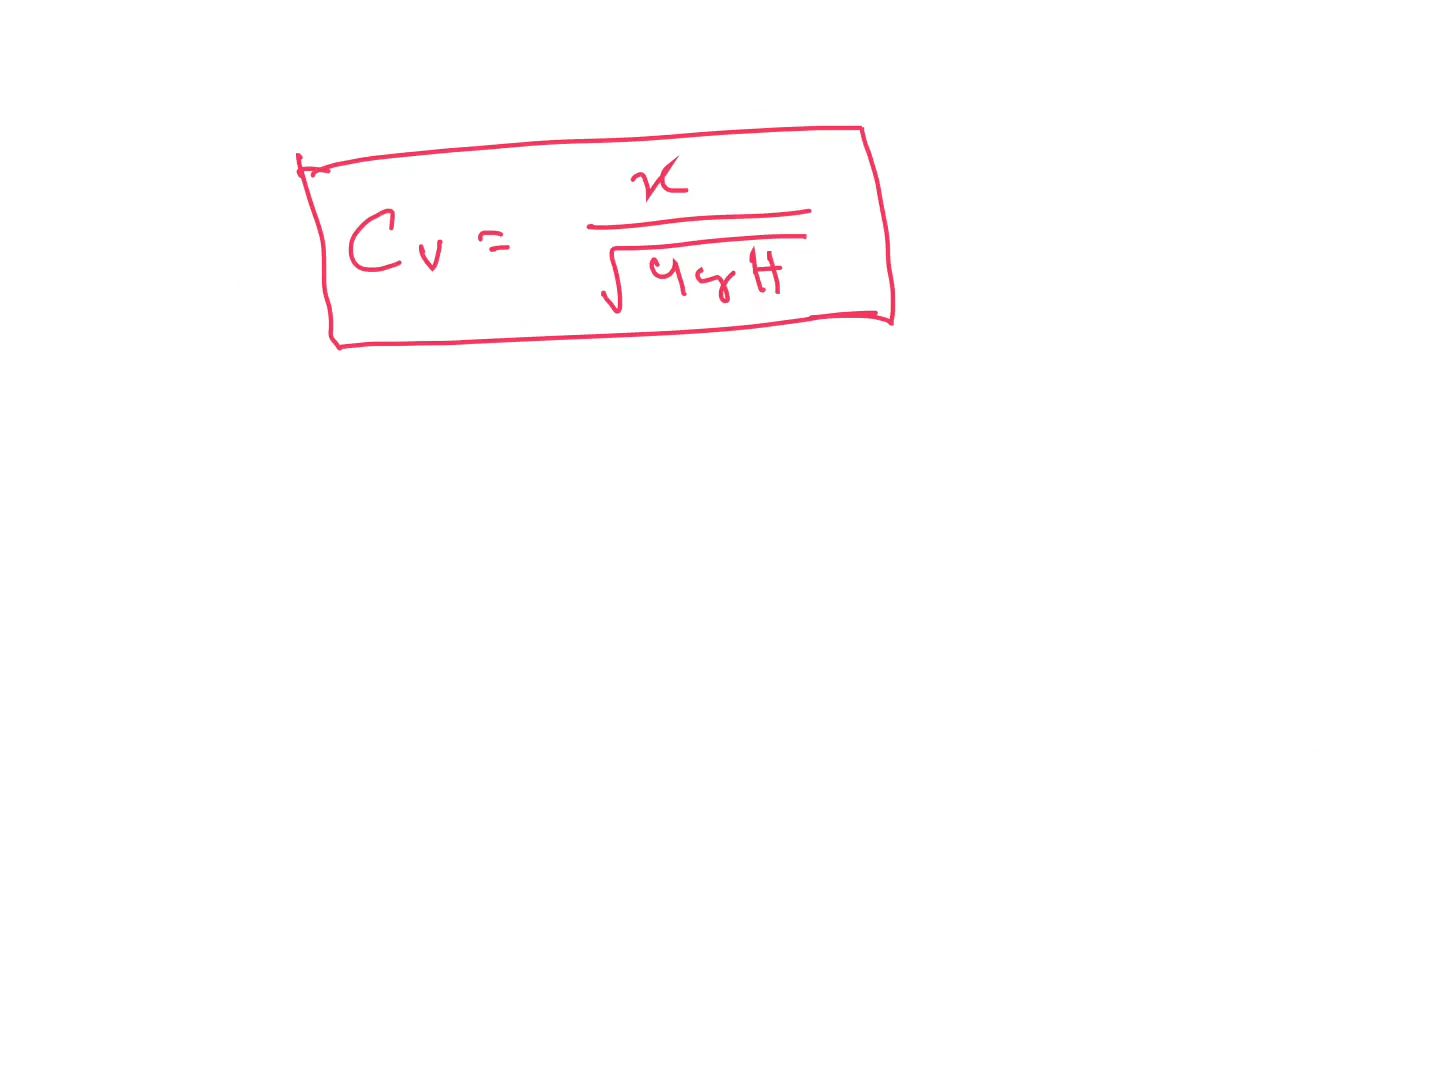 Cv = x / √4yH